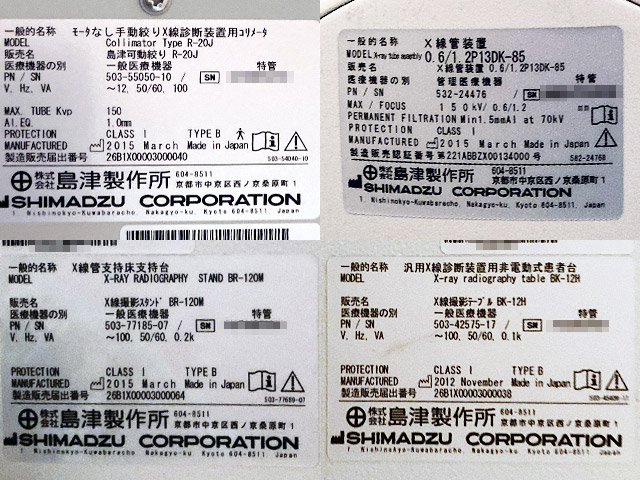 一般的名称 モータなし手動絞りX線診断装置用コリメータ
MODEL Collimator Type R-20J
販売名 島津可動絞り R-20J
医療機器の別 一般医療機器 特管
PN / SN 503-55050-10 / SN
～12, 50/60, 100
MAX. TUBE Kvp 150
Al.EQ. 1.0mm
PROTECTION CLASS I TYPE B
MANUFACTURED 2015 March Made in Japan
製造販売届出番号 26B1X00003000040
503-54040-10
株式会社 島津製作所 604-8511
京都市中京区西ノ京桑原町1
SHIMADZU CORPORATION
1, Nishinokyo-Kuwabaracho, Nakagyo-ku, Kyoto 604-8511, Japan
一般的名称 X線管装置
MODEL X-ray tube assembly 0.6/1.2P13DK-85
販売名 X線管装置 0.6/1.2P13DK-85
医療機器の別 管理医療機器 特管
PN / SN 532-24476 / SN
MAX / FOCUS 150kV/0.6/1.2 mm
PERMANENT FILTRATION Min1.5mmAl at 70kV
PROTECTION CLASS I
MANUFACTURED 2015 March Made in Japan
製造販売認証番号 第221ABBZX00134000 号
582-24768
株式会社 島津製作所 604-8511
京都市中京区西ノ京桑原町1
SHIMADZU CORPORATION
1, Nishinokyo-Kuwabaracho, Nakagyo-ku, Kyoto 604-8511, Japan
一般的名称 X線管支持床支持台
MODEL X-RAY RADIOGRAPHY STAND BR-120M
販売名 X線撮影スタンド BR-120M
医療機器の別 一般医療機器 特管
PN / SN 503-77185-07 / SN
～100, 50/60, 0.2k
PROTECTION CLASS I TYPE B
MANUFACTURED 2015 March Made in Japan
製造販売届出番号 26B1X00003000064
503-77689-07
株式会社 島津製作所 604-8511
京都市中京区西ノ京桑原町1
SHIMADZU CORPORATION
1, Nishinokyo-Kuwabaracho, Nakagyo-ku, Kyoto 604-8511, Japan
一般的名称 汎用X線診断装置用非電動式患者台
MODEL X-ray radiography table BK-12H
販売名 X線撮影テーブル BK-12H
医療機器の別 一般医療機器 特管
PN / SN 503-42575-17 / SN
～100, 50/60, 0.1k
PROTECTION CLASS I TYPE B
MANUFACTURED 2012 November Made in Japan
製造販売届出番号 26B1X00003000038
株式会社 島津製作所 604-8511
京都市中京区西ノ京桑原町1
SHIMADZU CORPORATION
1, Nishinokyo-Kuwabaracho, Nakagyo-ku, Kyoto 604-8511, Japan